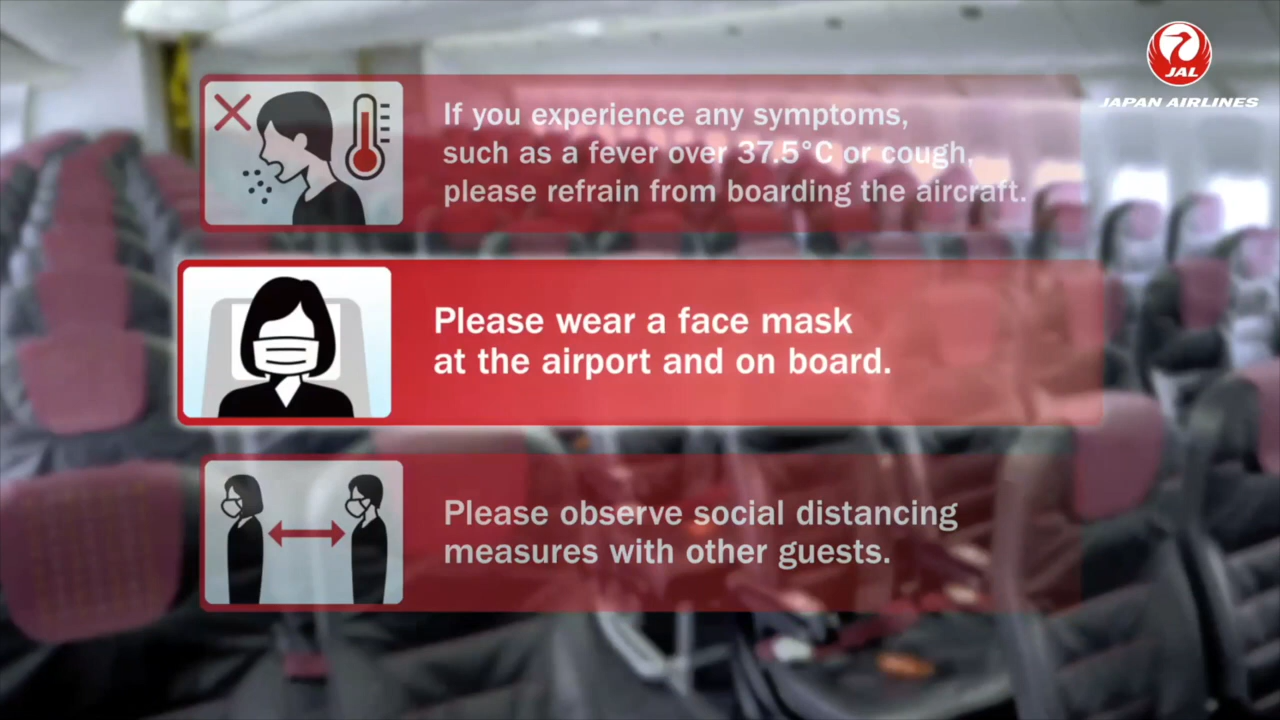 JAL
JAPAN AIRLINES
If you experience any symptoms,
such as a fever over 37.5°C or cough,
please refrain from boarding the aircraft.
Please wear a face mask
at the airport and on board.
Please observe social distancing
measures with other guests.